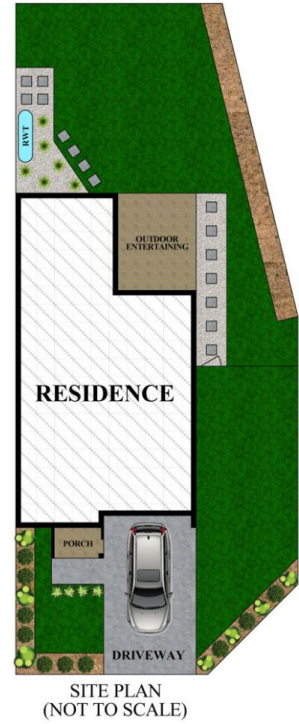 RWT
OUTDOOR
ENTERTAINING
RESIDENCE
PORCH
DRIVEWAY
SITE PLAN
(NOT TO SCALE)